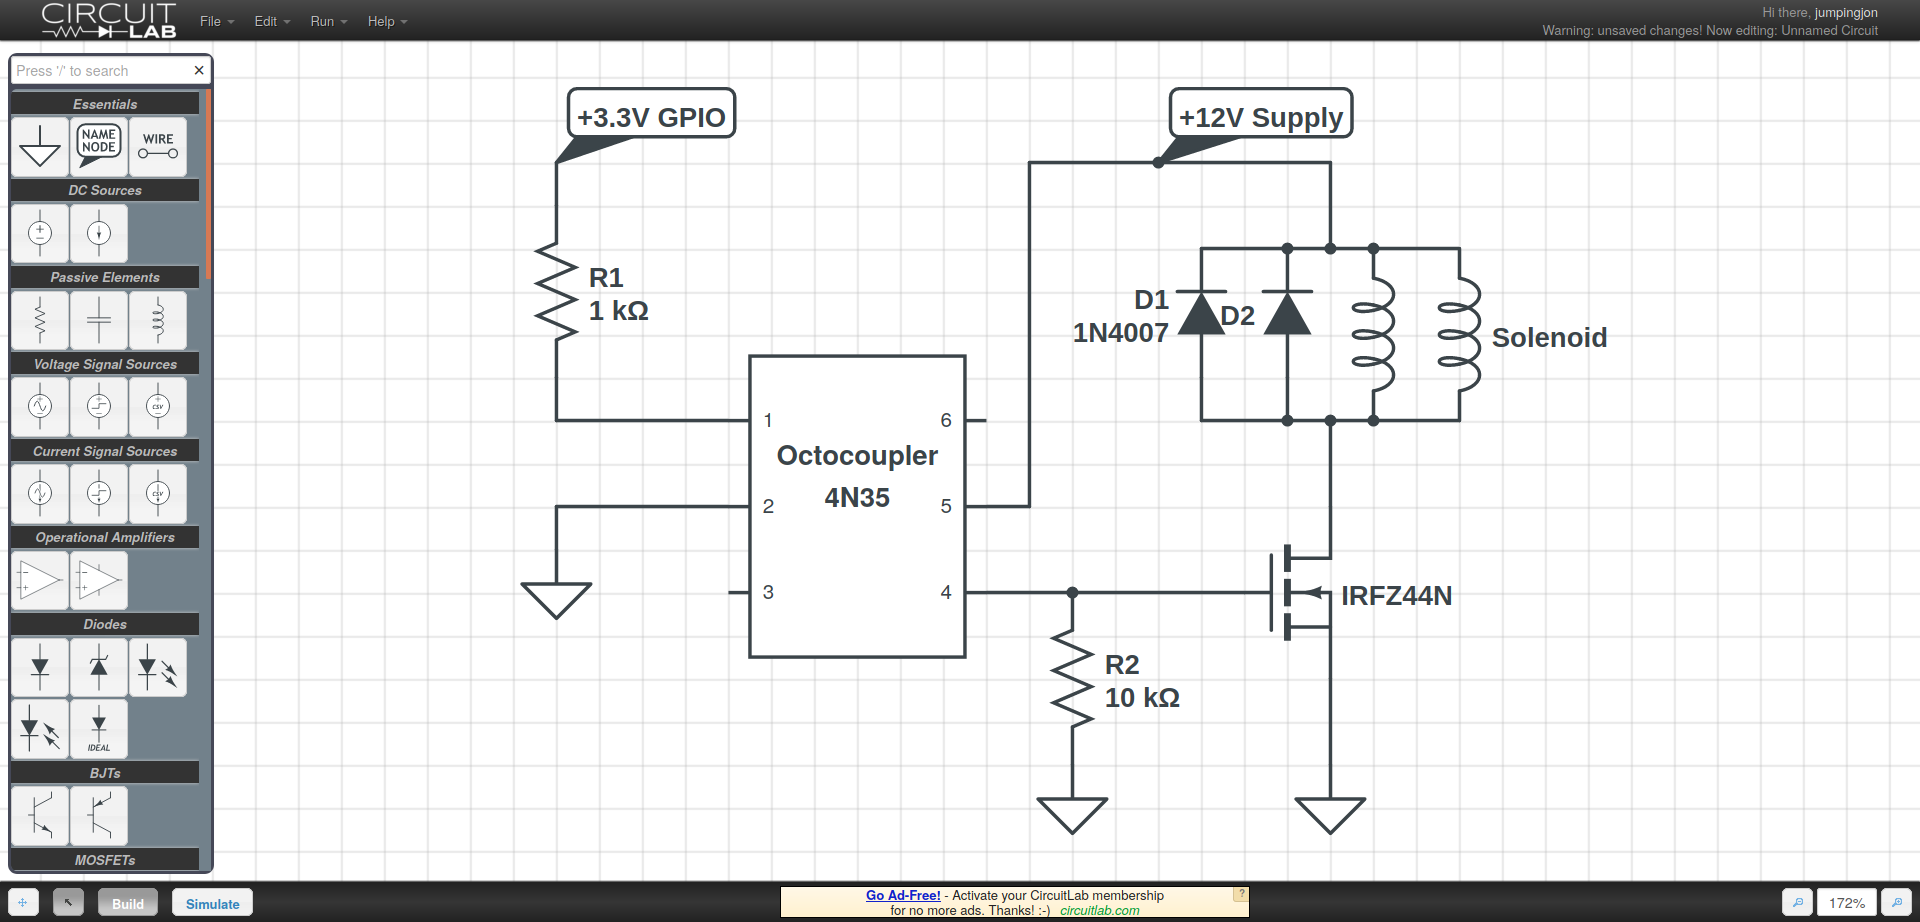 CIRCUIT
LAB
File Edit Run Help
Hi there, jumpingjon
Warning: unsaved changes! Now editing: Unnamed Circuit
Press '/' to search ×
Essentials
NAME
NODE
WIRE
DC Sources
Passive Elements
Voltage Signal Sources
CSV
Current Signal Sources
CSV
Operational Amplifiers
Diodes
IDEAL
BJTs
MOSFETs
+3.3V GPIO
+12V Supply
R1
1 kΩ
D1
1N4007
D2
Solenoid
1
2
3
6
5
4
Octocoupler
4N35
IRFZ44N
R2
10 kΩ
Build
Simulate
Go Ad-Free! - Activate your CircuitLab membership
for no more ads. Thanks! :-) circuitlab.com
?
172%